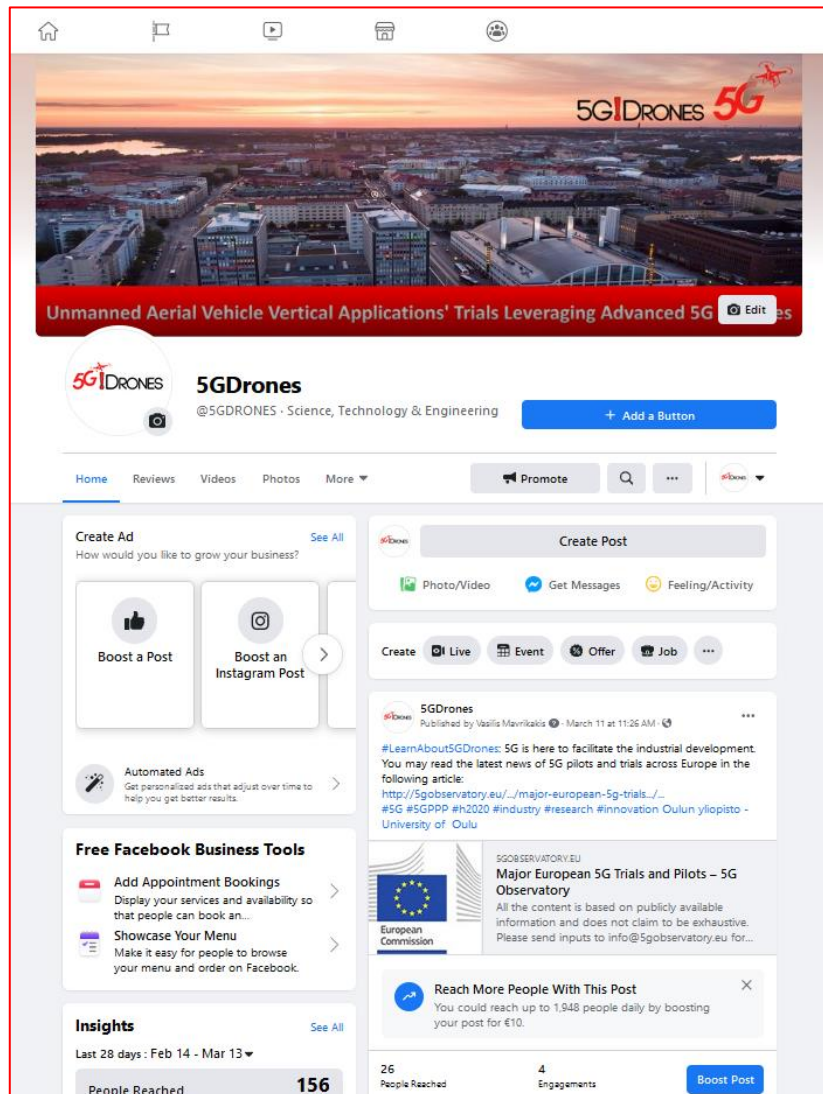 5G!DRONES 5G
Unmanned Aerial Vehicle Vertical Applications' Trials Leveraging Advanced 5G
Edit
es
5G!DRONES
5GDrones
@5GDRONES · Science, Technology & Engineering
+ Add a Button
Home Reviews Videos Photos More
Promote
Create Ad See All
How would you like to grow your business?
Boost a Post
Boost an
Instagram Post
Automated Ads
Get personalized ads that adjust over time to
help you get better results.
Free Facebook Business Tools
Add Appointment Bookings
Display your services and availability so
that people can book an...
Showcase Your Menu
Make it easy for people to browse
your menu and order on Facebook.
Insights See All
Last 28 days : Feb 14 - Mar 13
People Reached 156
Create Post
Photo/Video Get Messages Feeling/Activity
Create Live Event Offer Job ...
5GDrones
Published by Vasilis Mavrikakis · March 11 at 11:26 AM ·
#LearnAbout5GDrones: 5G is here to facilitate the industrial development.
You may read the latest news of 5G pilots and trials across Europe in the
following article:
http://5gobservatory.eu/.../major-european-5g-trials.../...
#5G #5GPPP #h2020 #industry #research #innovation Oulun yliopisto -
University of Oulu
European
Commission
5GOBSERVATORY.EU
Major European 5G Trials and Pilots – 5G
Observatory
All the content is based on publicly available
information and does not claim to be exhaustive.
Please send inputs to info@5gobservatory.eu for...
Reach More People With This Post
You could reach up to 1,948 people daily by boosting
your post for €10.
26 4
People Reached Engagements
Boost Post